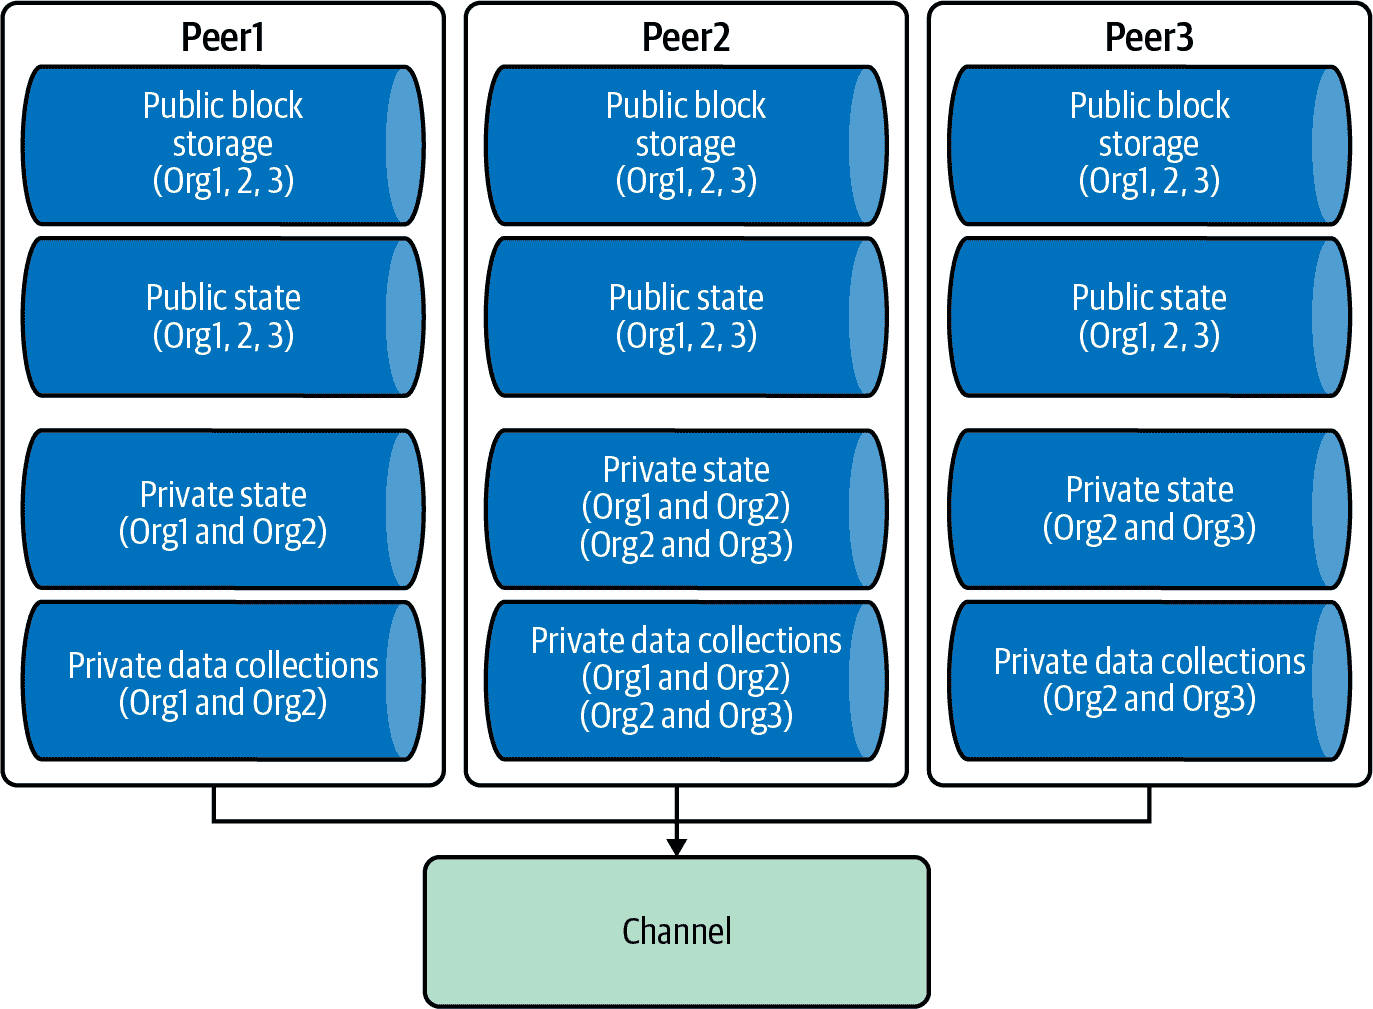 Peer1
Public block
storage
(Org1, 2, 3)
Public state
(Org1, 2, 3)
Private state
(Org1 and Org2)
Private data collections
(Org1 and Org2)
Peer2
Public block
storage
(Org1, 2, 3)
Public state
(Org1, 2, 3)
Private state
(Org1 and Org2)
(Org2 and Org3)
Private data collections
(Org1 and Org2)
(Org2 and Org3)
Peer3
Public block
storage
(Org1, 2, 3)
Public state
(Org1, 2, 3)
Private state
(Org2 and Org3)
Private data collections
(Org2 and Org3)
Channel